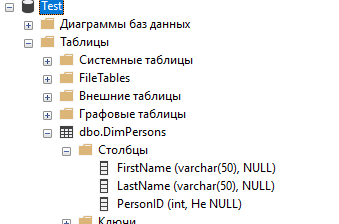 Test
Диаграммы баз данных
Таблицы
Системные таблицы
FileTables
Внешние таблицы
Графовые таблицы
dbo.DimPersons
Столбцы
FirstName (varchar(50), NULL)
LastName (varchar(50), NULL)
PersonID (int, Не NULL)
Ключи